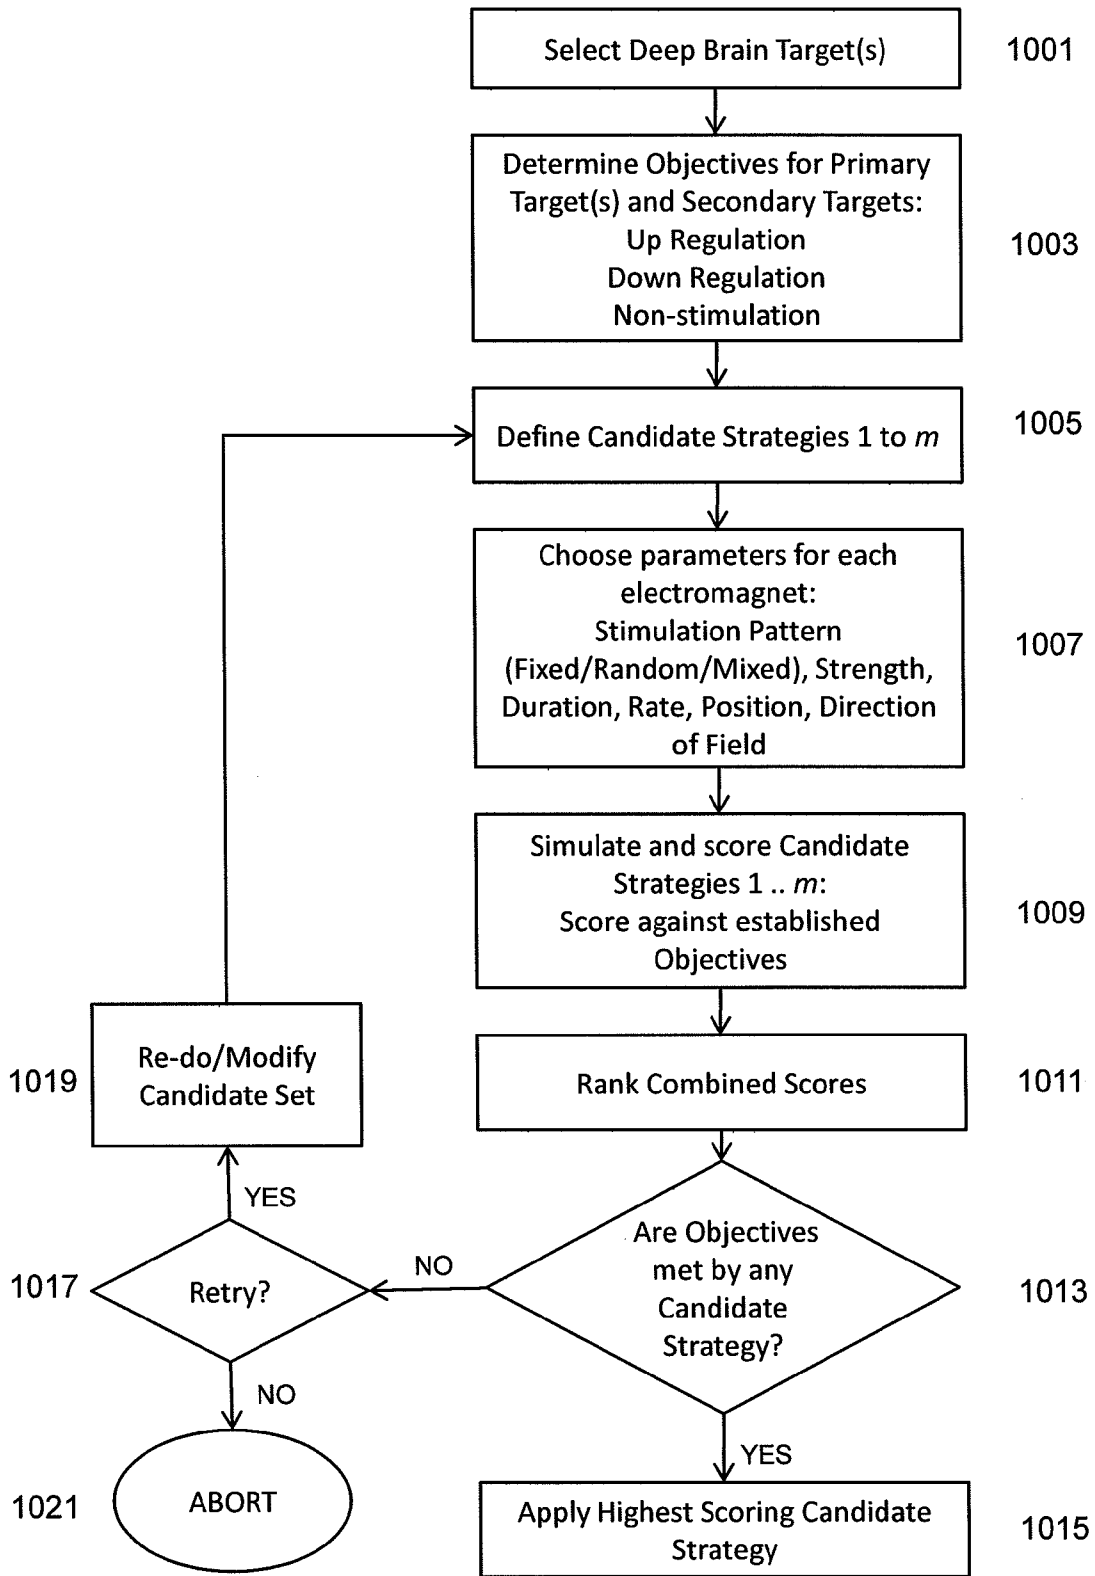 Select Deep Brain Target(s)
1001
Determine Objectives for Primary
Target(s) and Secondary Targets:
Up Regulation
Down Regulation
Non-stimulation
1003
Define Candidate Strategies 1 to m
1005
Choose parameters for each
electromagnet:
Stimulation Pattern
(Fixed/Random/Mixed), Strength,
Duration, Rate, Position, Direction
of Field
1007
Simulate and score Candidate
Strategies 1 .. m:
Score against established
Objectives
1009
Rank Combined Scores
1011
Are Objectives
met by any
Candidate
Strategy?
1013
NO
YES
Apply Highest Scoring Candidate
Strategy
1015
1017
Retry?
YES
1019
Re-do/Modify
Candidate Set
NO
1021
ABORT